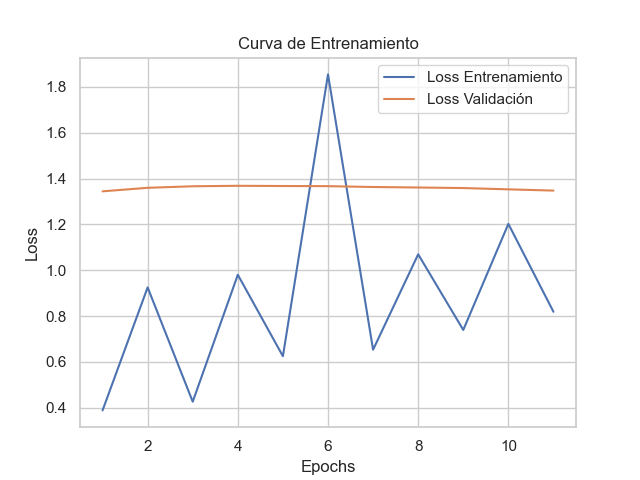 Curva de Entrenamiento
Loss Entrenamiento
Loss Validación
1.8
1.6
1.4
1.2
1.0
0.8
0.6
0.4
Loss
2 4 6 8 10
Epochs